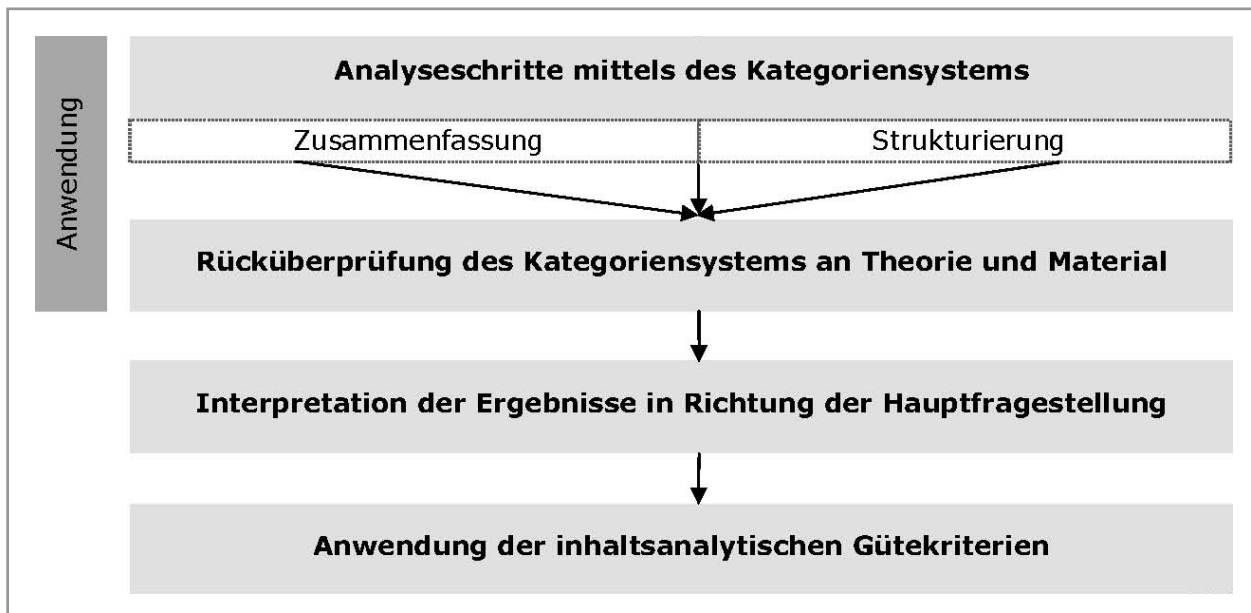 Anwendung
Analyseschritte mittels des Kategoriensystems
Zusammenfassung
Strukturierung
Rücküberprüfung des Kategoriensystems an Theorie und Material
Interpretation der Ergebnisse in Richtung der Hauptfragestellung
Anwendung der inhaltsanalytischen Gütekriterien